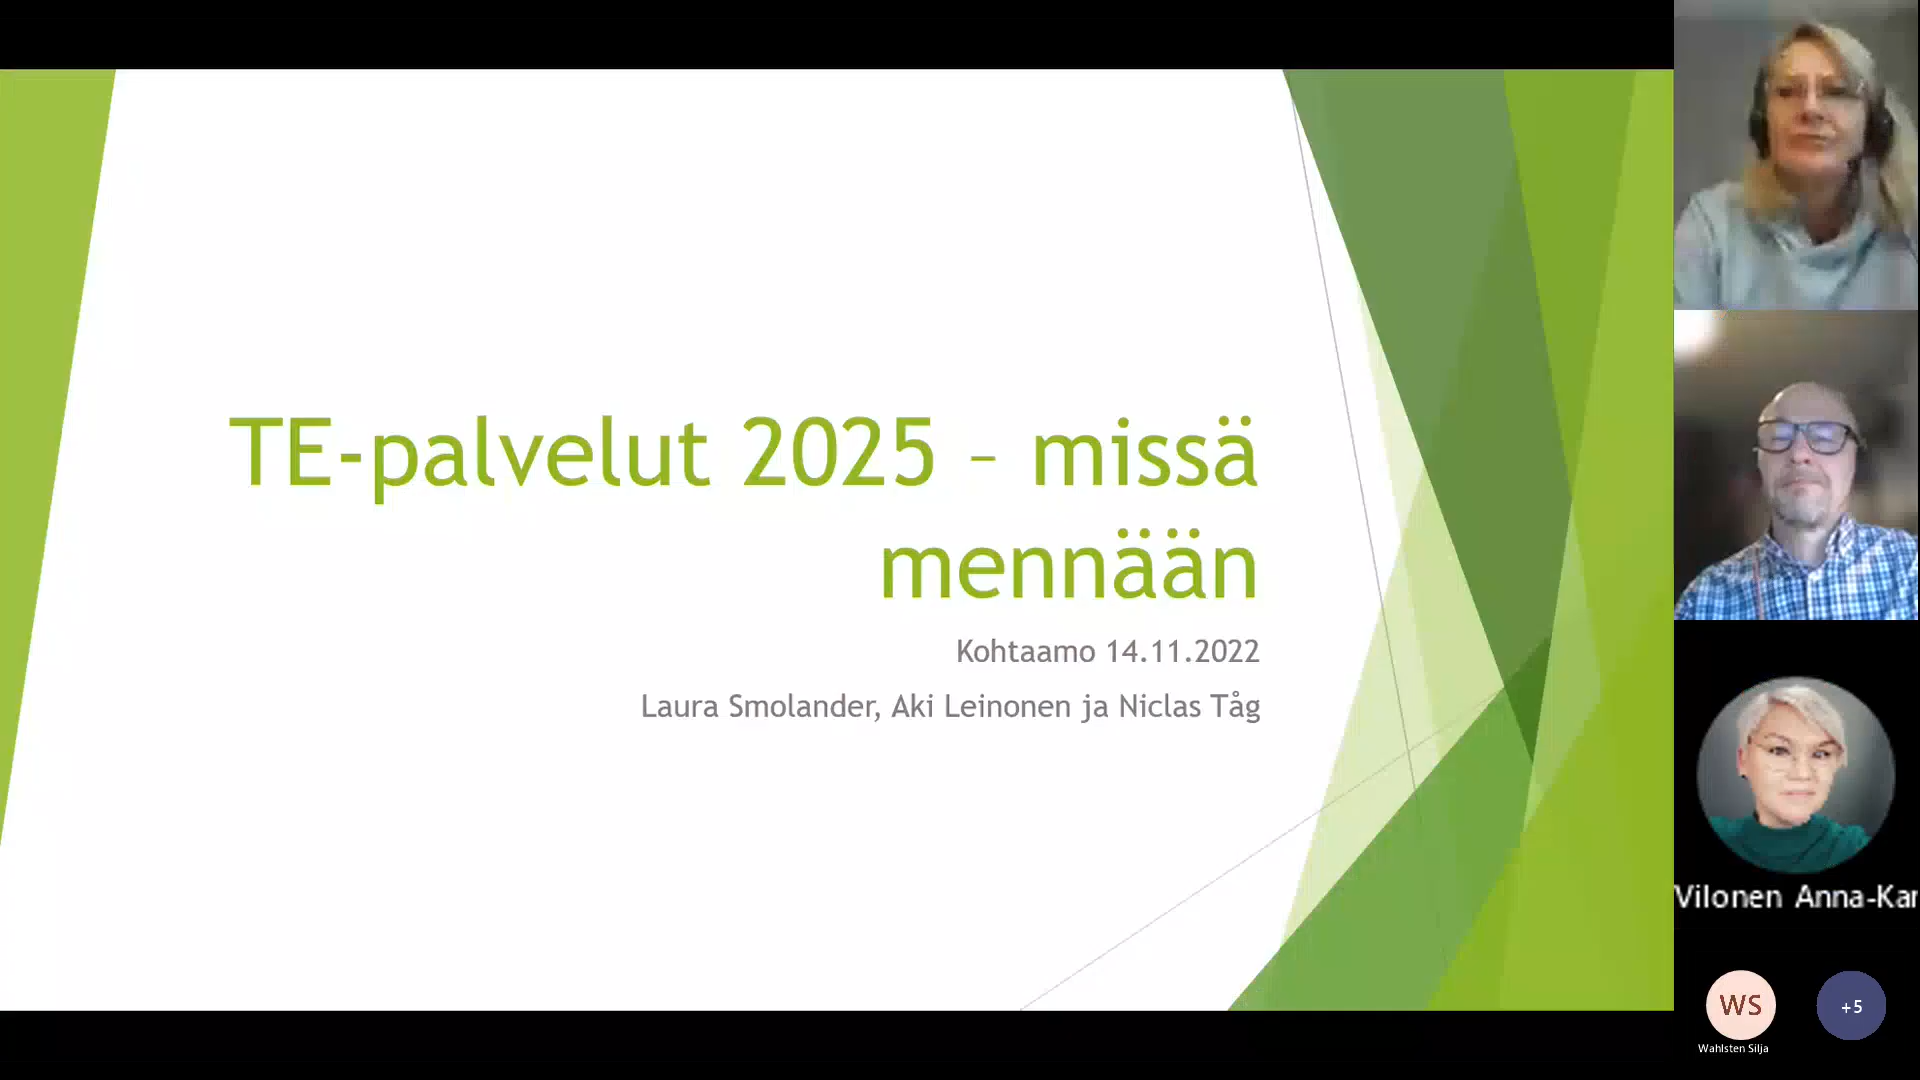 TE-palvelut 2025 – missä
mennään
Kohtaamo 14.11.2022
Laura Smolander, Aki Leinonen ja Niclas Tåg
Vilonen Anna-Kar
WS
+5
Wahlsten Silja